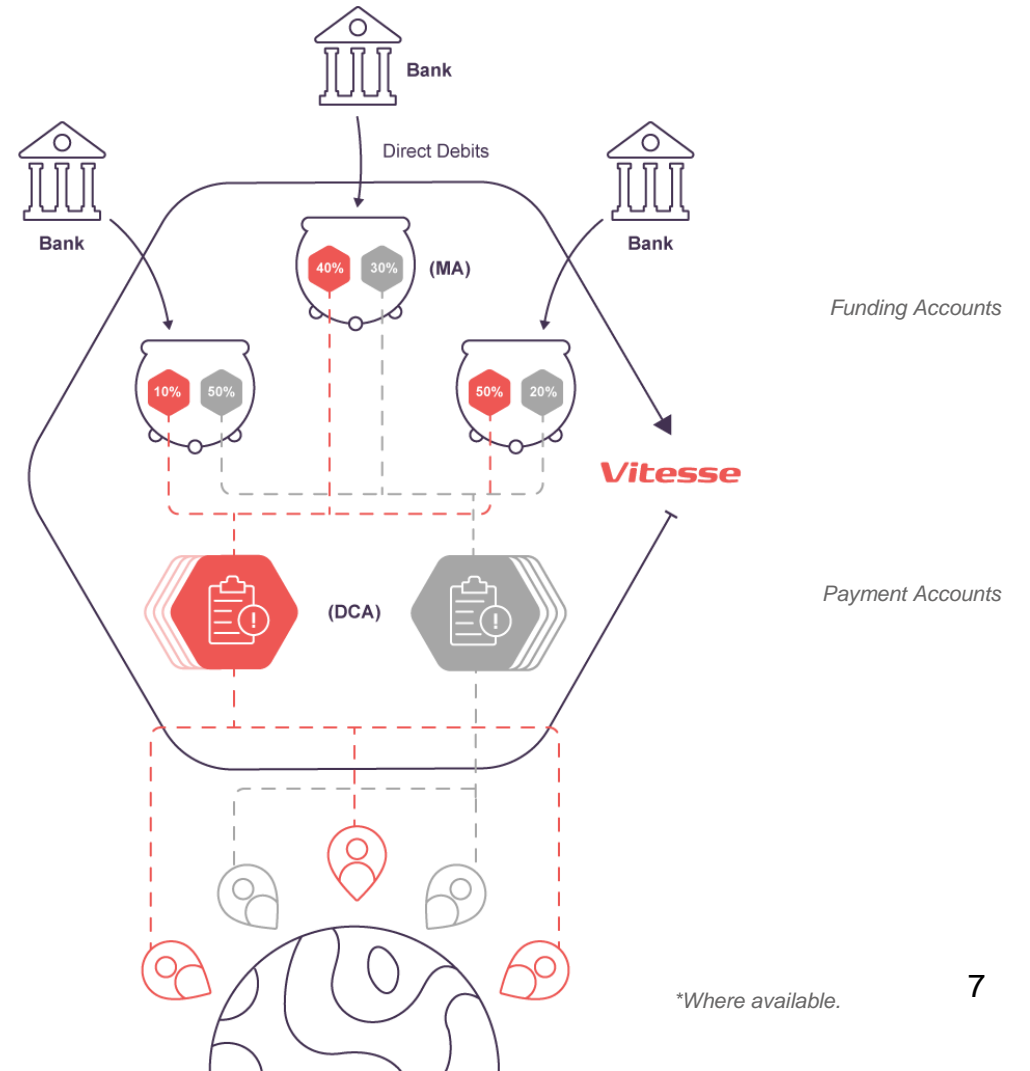 Bank
Direct Debits
Bank
Bank
40% 30% (MA)
Funding Accounts
10% 50%
50% 20%
Vitesse
(DCA)
Payment Accounts
*Where available.
7